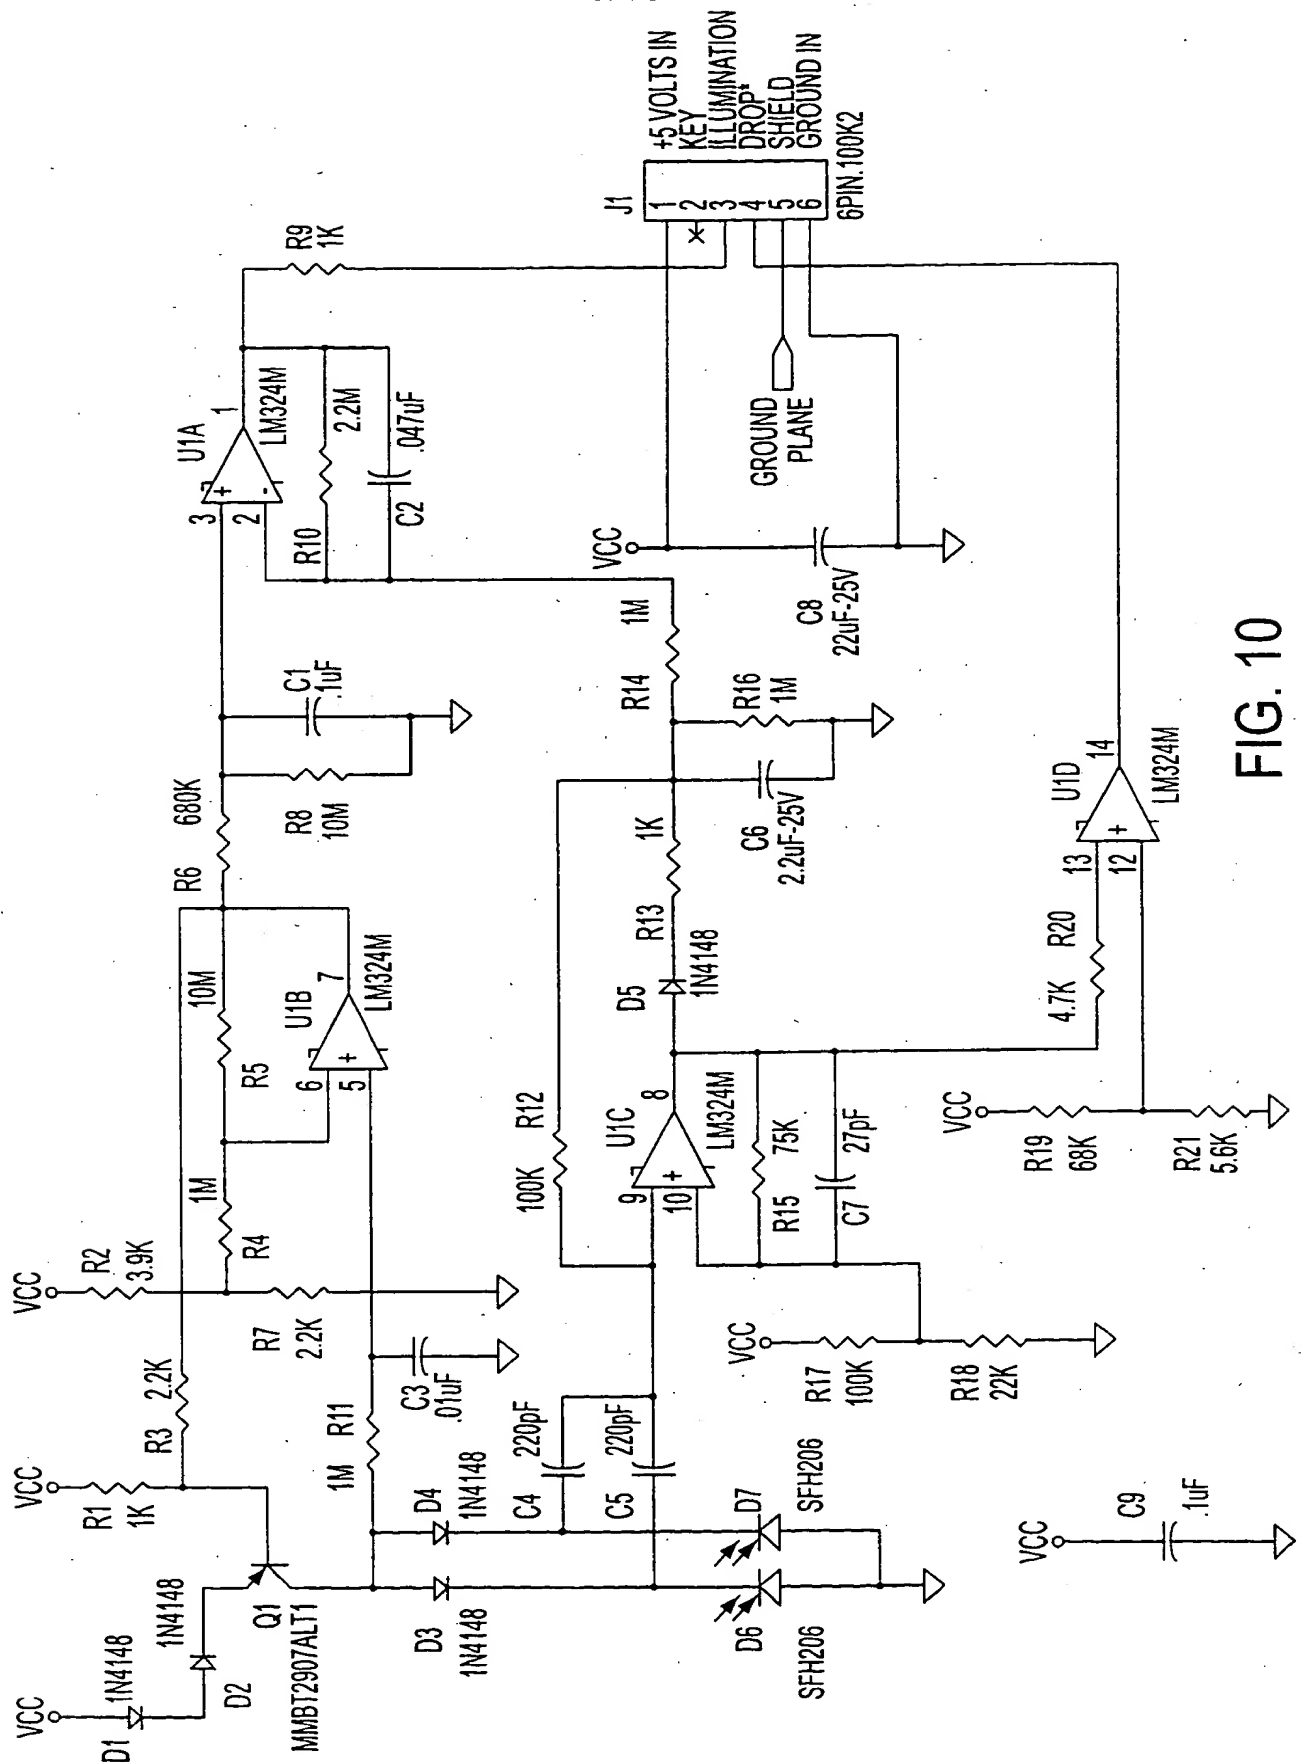 VCC
D1
1N4148
1N4148
D2
Q1
MMBT2907ALT1
VCC
R1
1K
R3
2.2K
VCC
R2
3.9K
R4
1M
R7
2.2K
R5
10M
6
5
U1B
7
LM324M
R6
680K
R8
10M
C1
.1uF
3
2
U1A
1
LM324M
R10
2.2M
C2
.047uF
R9
1K
1M
R11
C3
.01uF
D4
1N4148
D3
1N4148
C4
220pF
C5
220pF
D7
SFH206
D6
SFH206
R12
100K
9
10
U1C
8
LM324M
R15
75K
C7
27pF
VCC
R17
100K
R18
22K
D5
1N4148
R13
1K
C6
2.2uF-25V
R14
1M
R16
1M
VCC
C8
22uF-25V
GROUND
PLANE
J1
1
2
3
4
5
6
+5 VOLTS IN
KEY
ILLUMINATION
DROP*
SHIELD
GROUND IN
6PIN.100K2
VCC
R19
68K
R21
5.6K
4.7K
R20
13
12
U1D
14
LM324M
VCC
C9
.1uF
FIG. 10